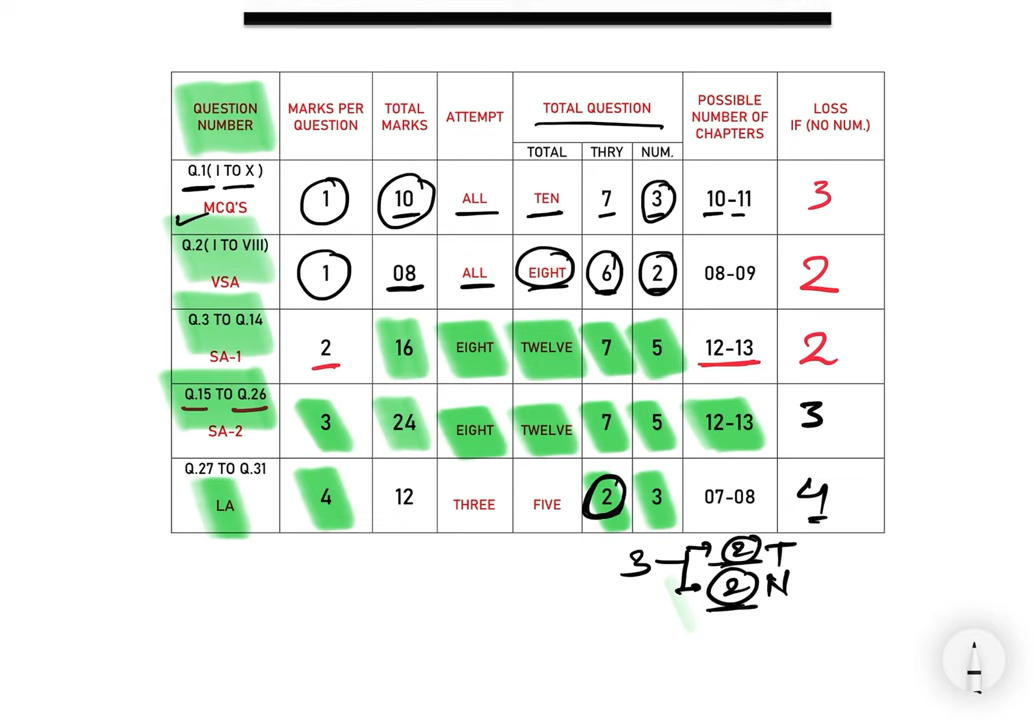 QUESTION NUMBER MARKS PER QUESTION TOTAL MARKS ATTEMPT TOTAL QUESTION POSSIBLE NUMBER OF CHAPTERS LOSS IF (NO NUM.)
TOTAL THRY NUM.
Q.1( I TO X )
MCQ'S 1 10 ALL TEN 7 3 10-11 3
Q.2( I TO VIII)
VSA 1 08 ALL EIGHT 6 2 08-09 2
Q.3 TO Q.14
SA-1 2 16 EIGHT TWELVE 7 5 12-13 2
Q.15 TO Q.26
SA-2 3 24 EIGHT TWELVE 7 5 12-13 3
Q.27 TO Q.31
LA 4 12 THREE FIVE 2 3 07-08 4
3 2 T
2 N